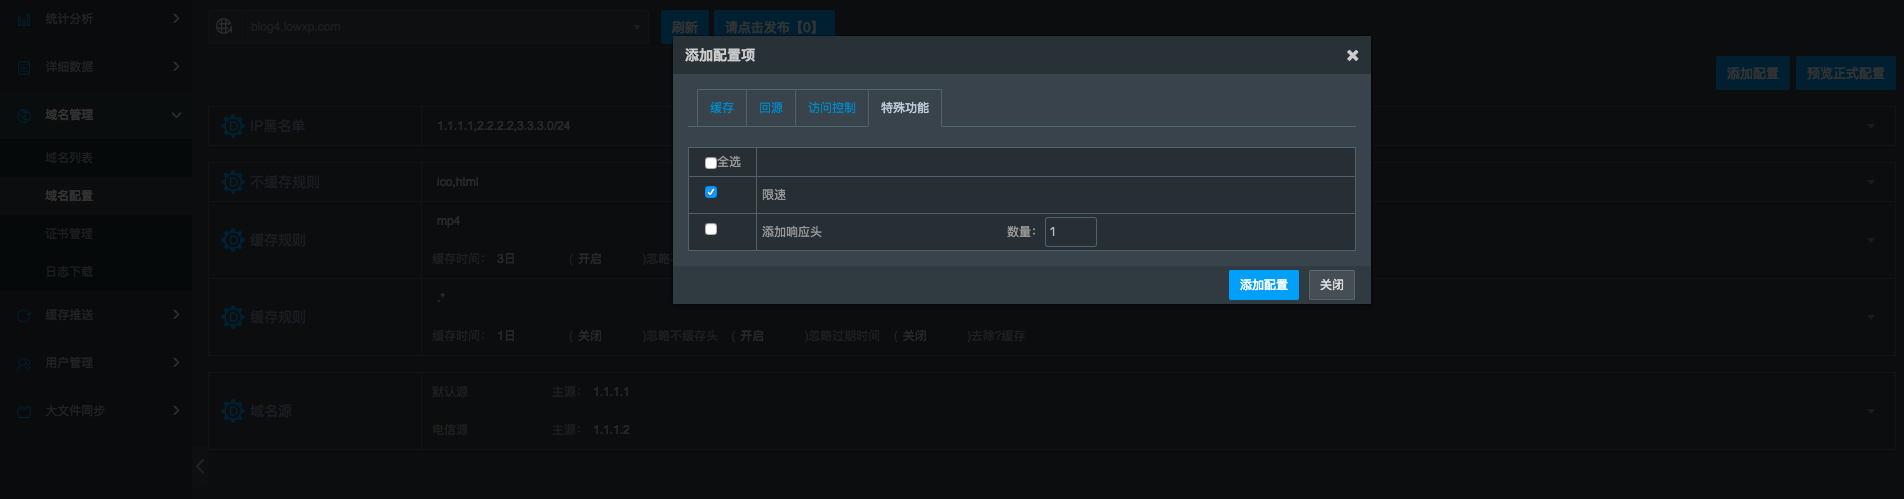 统计分析
详细数据
域名管理
域名列表
域名配置
证书管理
日志下载
缓存推送
用户管理
大文件同步
blog4.lowxp.com
刷新
请点击发布【0】
添加配置
预览正式配置
IP黑名单
1.1.1.1,2.2.2.2,3.3.3.0/24
不缓存规则
ico,html
缓存规则
mp4
缓存时间： 3日 ( 开启 )忽略不
缓存规则
.*
缓存时间： 1日 ( 关闭 )忽略不缓存头 ( 开启 )忽略过期时间 ( 关闭 )去除?缓存
域名源
默认源 主源： 1.1.1.1
电信源 主源： 1.1.1.2
添加配置项
缓存 回源 访问控制 特殊功能
全选
限速
添加响应头 数量： 1
添加配置 关闭